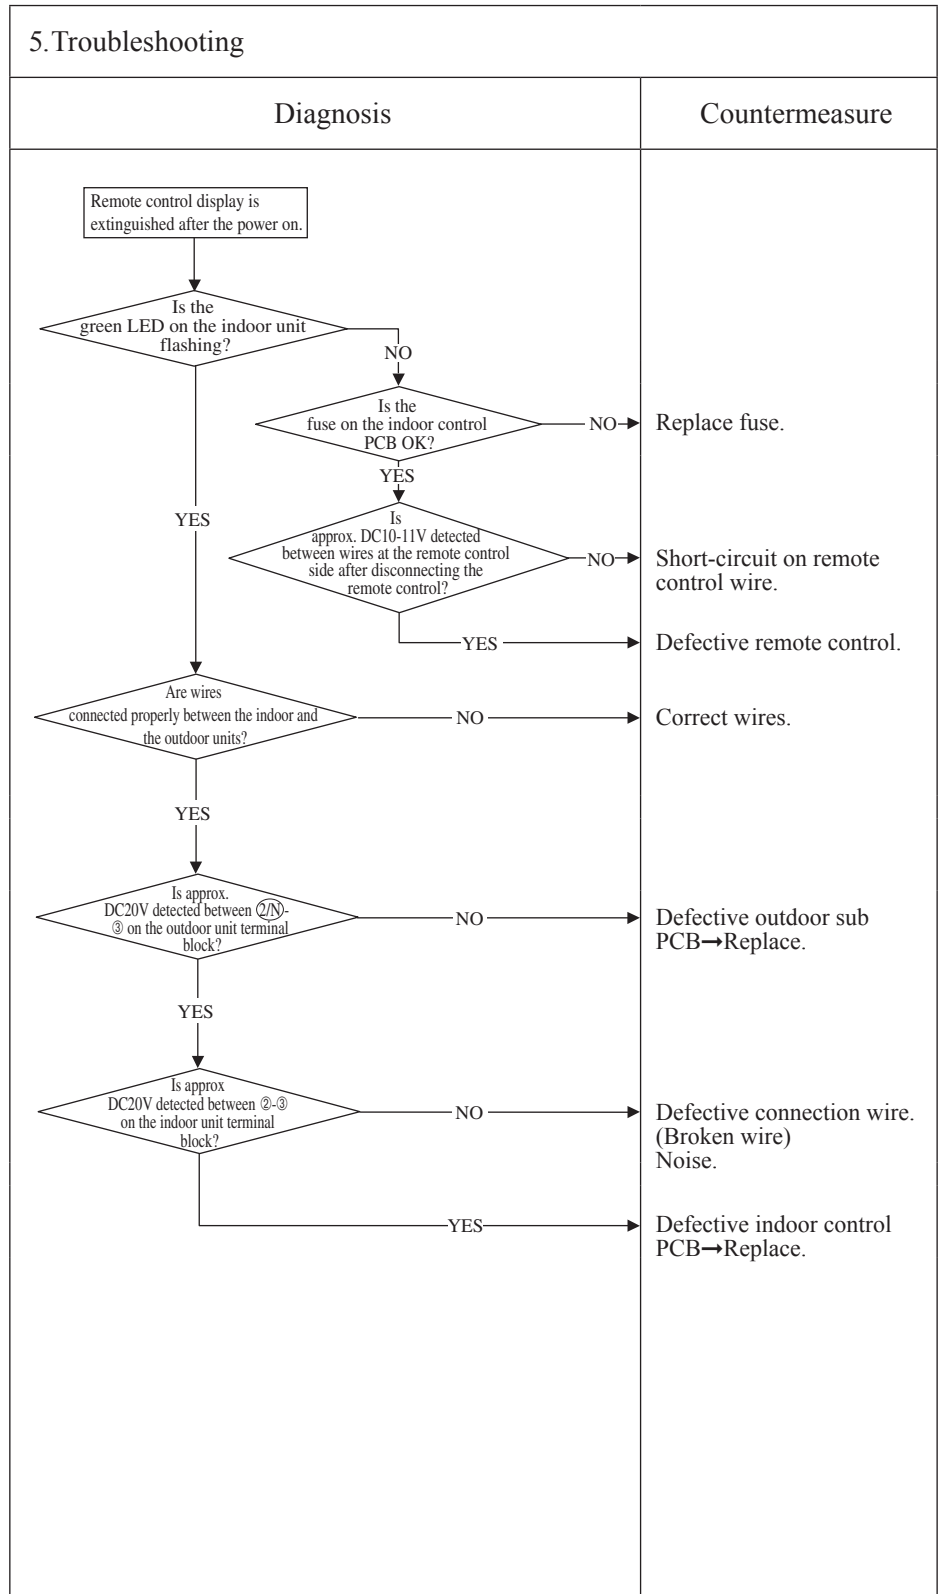 5.Troubleshooting
Diagnosis
Countermeasure
Remote control display is
extinguished after the power on.
Is the
green LED on the indoor unit
flashing?
NO
Is the
fuse on the indoor control
PCB OK?
NO
Replace fuse.
YES
YES
Is
approx. DC10-11V detected
between wires at the remote control
side after disconnecting the
remote control?
NO
Short-circuit on remote
control wire.
YES
Defective remote control.
Are wires
connected properly between the indoor and
the outdoor units?
NO
Correct wires.
YES
Is approx.
DC20V detected between 2/N-
③ on the outdoor unit terminal
block?
NO
Defective outdoor sub
PCB→Replace.
YES
Is approx
DC20V detected between ②-③
on the indoor unit terminal
block?
NO
Defective connection wire.
(Broken wire)
Noise.
YES
Defective indoor control
PCB→Replace.